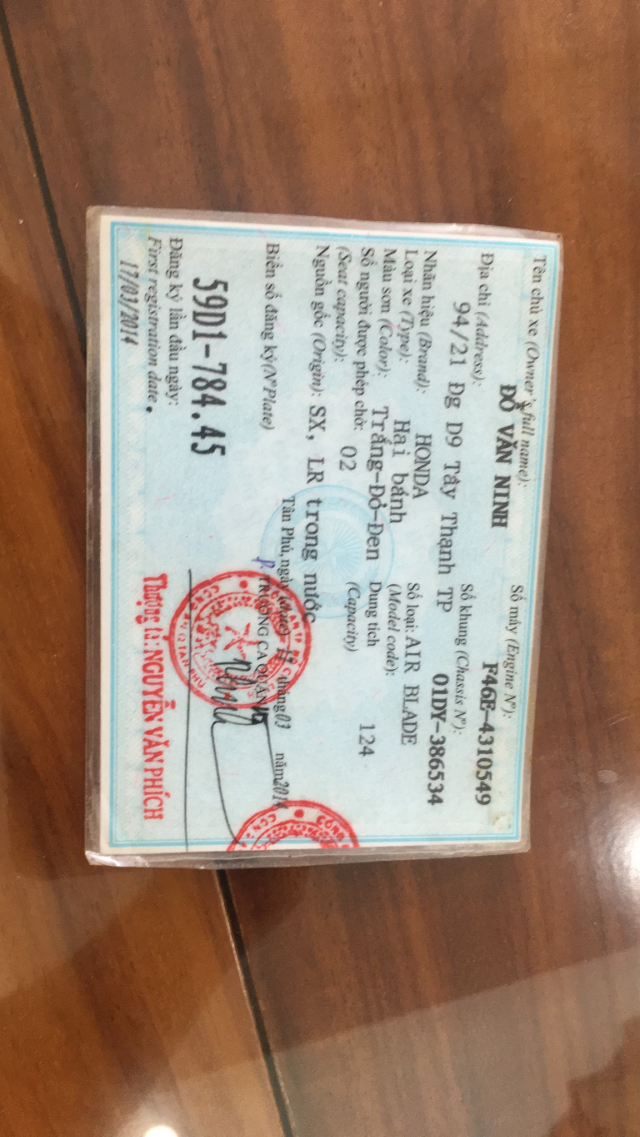 Tên chủ xe (Owner's full name):
ĐỖ VĂN NINH
Số máy (Engine Nº):
F46E-4310549
Địa chỉ (Address):
Số khung (Chassis Nº):
94/21 Đg D9 Tây Thạnh TP
01DY-386534
Nhãn hiệu (Brand): HONDA
Số loại: AIR BLADE
(Model code):
Loại xe (Type): Hai bánh
Màu sơn (Color): Trắng-Đỏ-Đen
Dung tích 124
(Capacity)
Số người được phép chở: 02
(Seat capacity):
Nguồn gốc (Origin): SX, LR trong nước
Tân Phú, ngày 18 tháng 03 năm 2014
Biển số đăng ký (Nº Plate)
TRƯỞNG CA QUẬN
59D1-784.45
Đăng ký lần đầu ngày:
First registration date.
17/03/2014
Thượng tá: NGUYỄN VĂN PHÍCH